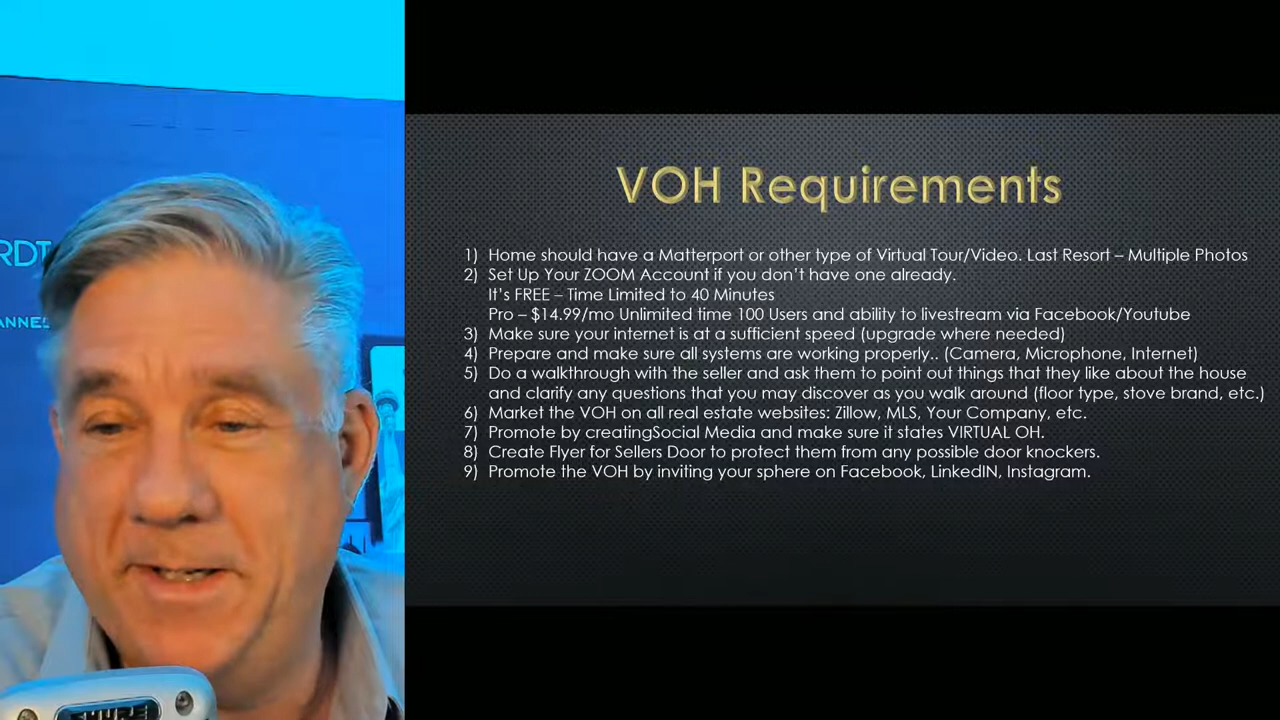 VOH Requirements
1) Home should have a Matterport or other type of Virtual Tour/Video. Last Resort – Multiple Photos
2) Set Up Your ZOOM Account if you don't have one already.
It's FREE – Time Limited to 40 Minutes
Pro – $14.99/mo Unlimited time 100 Users and ability to livestream via Facebook/Youtube
3) Make sure your internet is at a sufficient speed (upgrade where needed)
4) Prepare and make sure all systems are working properly.. (Camera, Microphone, Internet)
5) Do a walkthrough with the seller and ask them to point out things that they like about the house
and clarify any questions that you may discover as you walk around (floor type, stove brand, etc.)
6) Market the VOH on all real estate websites: Zillow, MLS, Your Company, etc.
7) Promote by creatingSocial Media and make sure it states VIRTUAL OH.
8) Create Flyer for Sellers Door to protect them from any possible door knockers.
9) Promote the VOH by inviting your sphere on Facebook, LinkedIN, Instagram.
RDT
ANNEL
SHURE